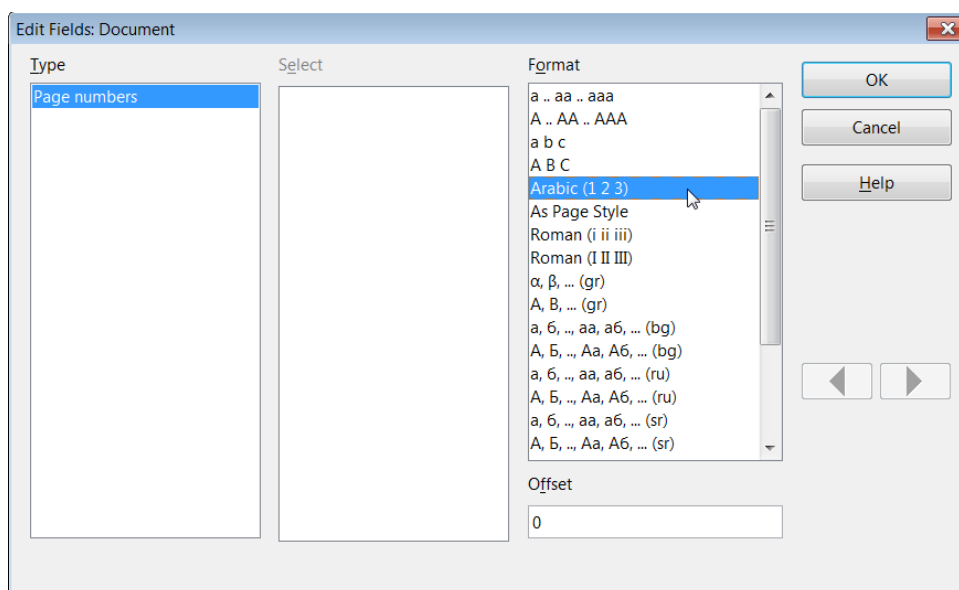 Edit Fields: Document
Type
Page numbers
Select
Format
a .. aa .. aaa
A .. AA .. AAA
a b c
A B C
Arabic (1 2 3)
As Page Style
Roman (i ii iii)
Roman (I II III)
α, β, ... (gr)
Α, Β, ... (gr)
а, б, .., аа, аб, ... (bg)
А, Б, .., Аа, Аб, ... (bg)
а, б, .., аа, аб, ... (ru)
А, Б, .., Аа, Аб, ... (ru)
а, б, .., аа, аб, ... (sr)
А, Б, .., Аа, Аб, ... (sr)
Offset
0
OK
Cancel
Help